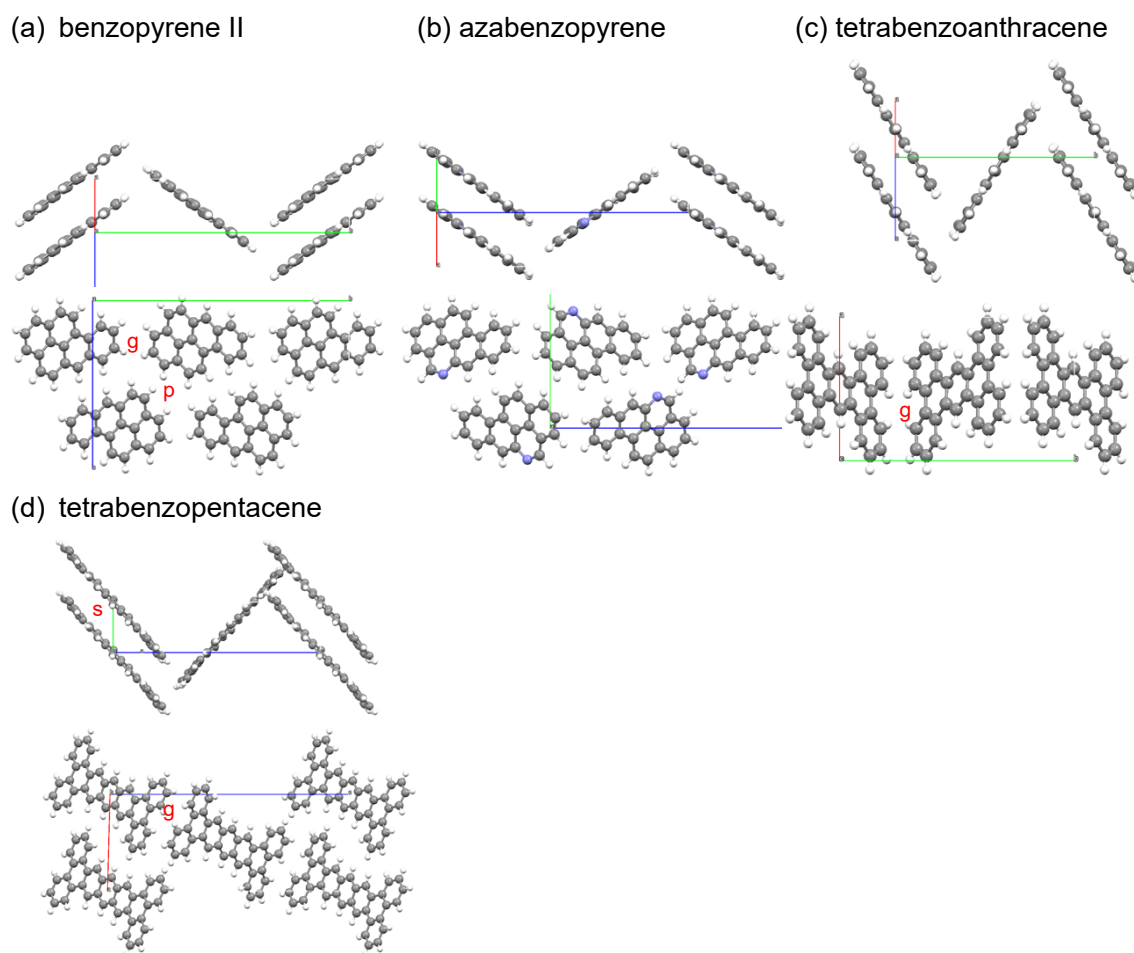 (a) benzopyrene II
(b) azabenzopyrene
(c) tetrabenzoanthracene
g
p
g
(d) tetrabenzopentacene
s
g